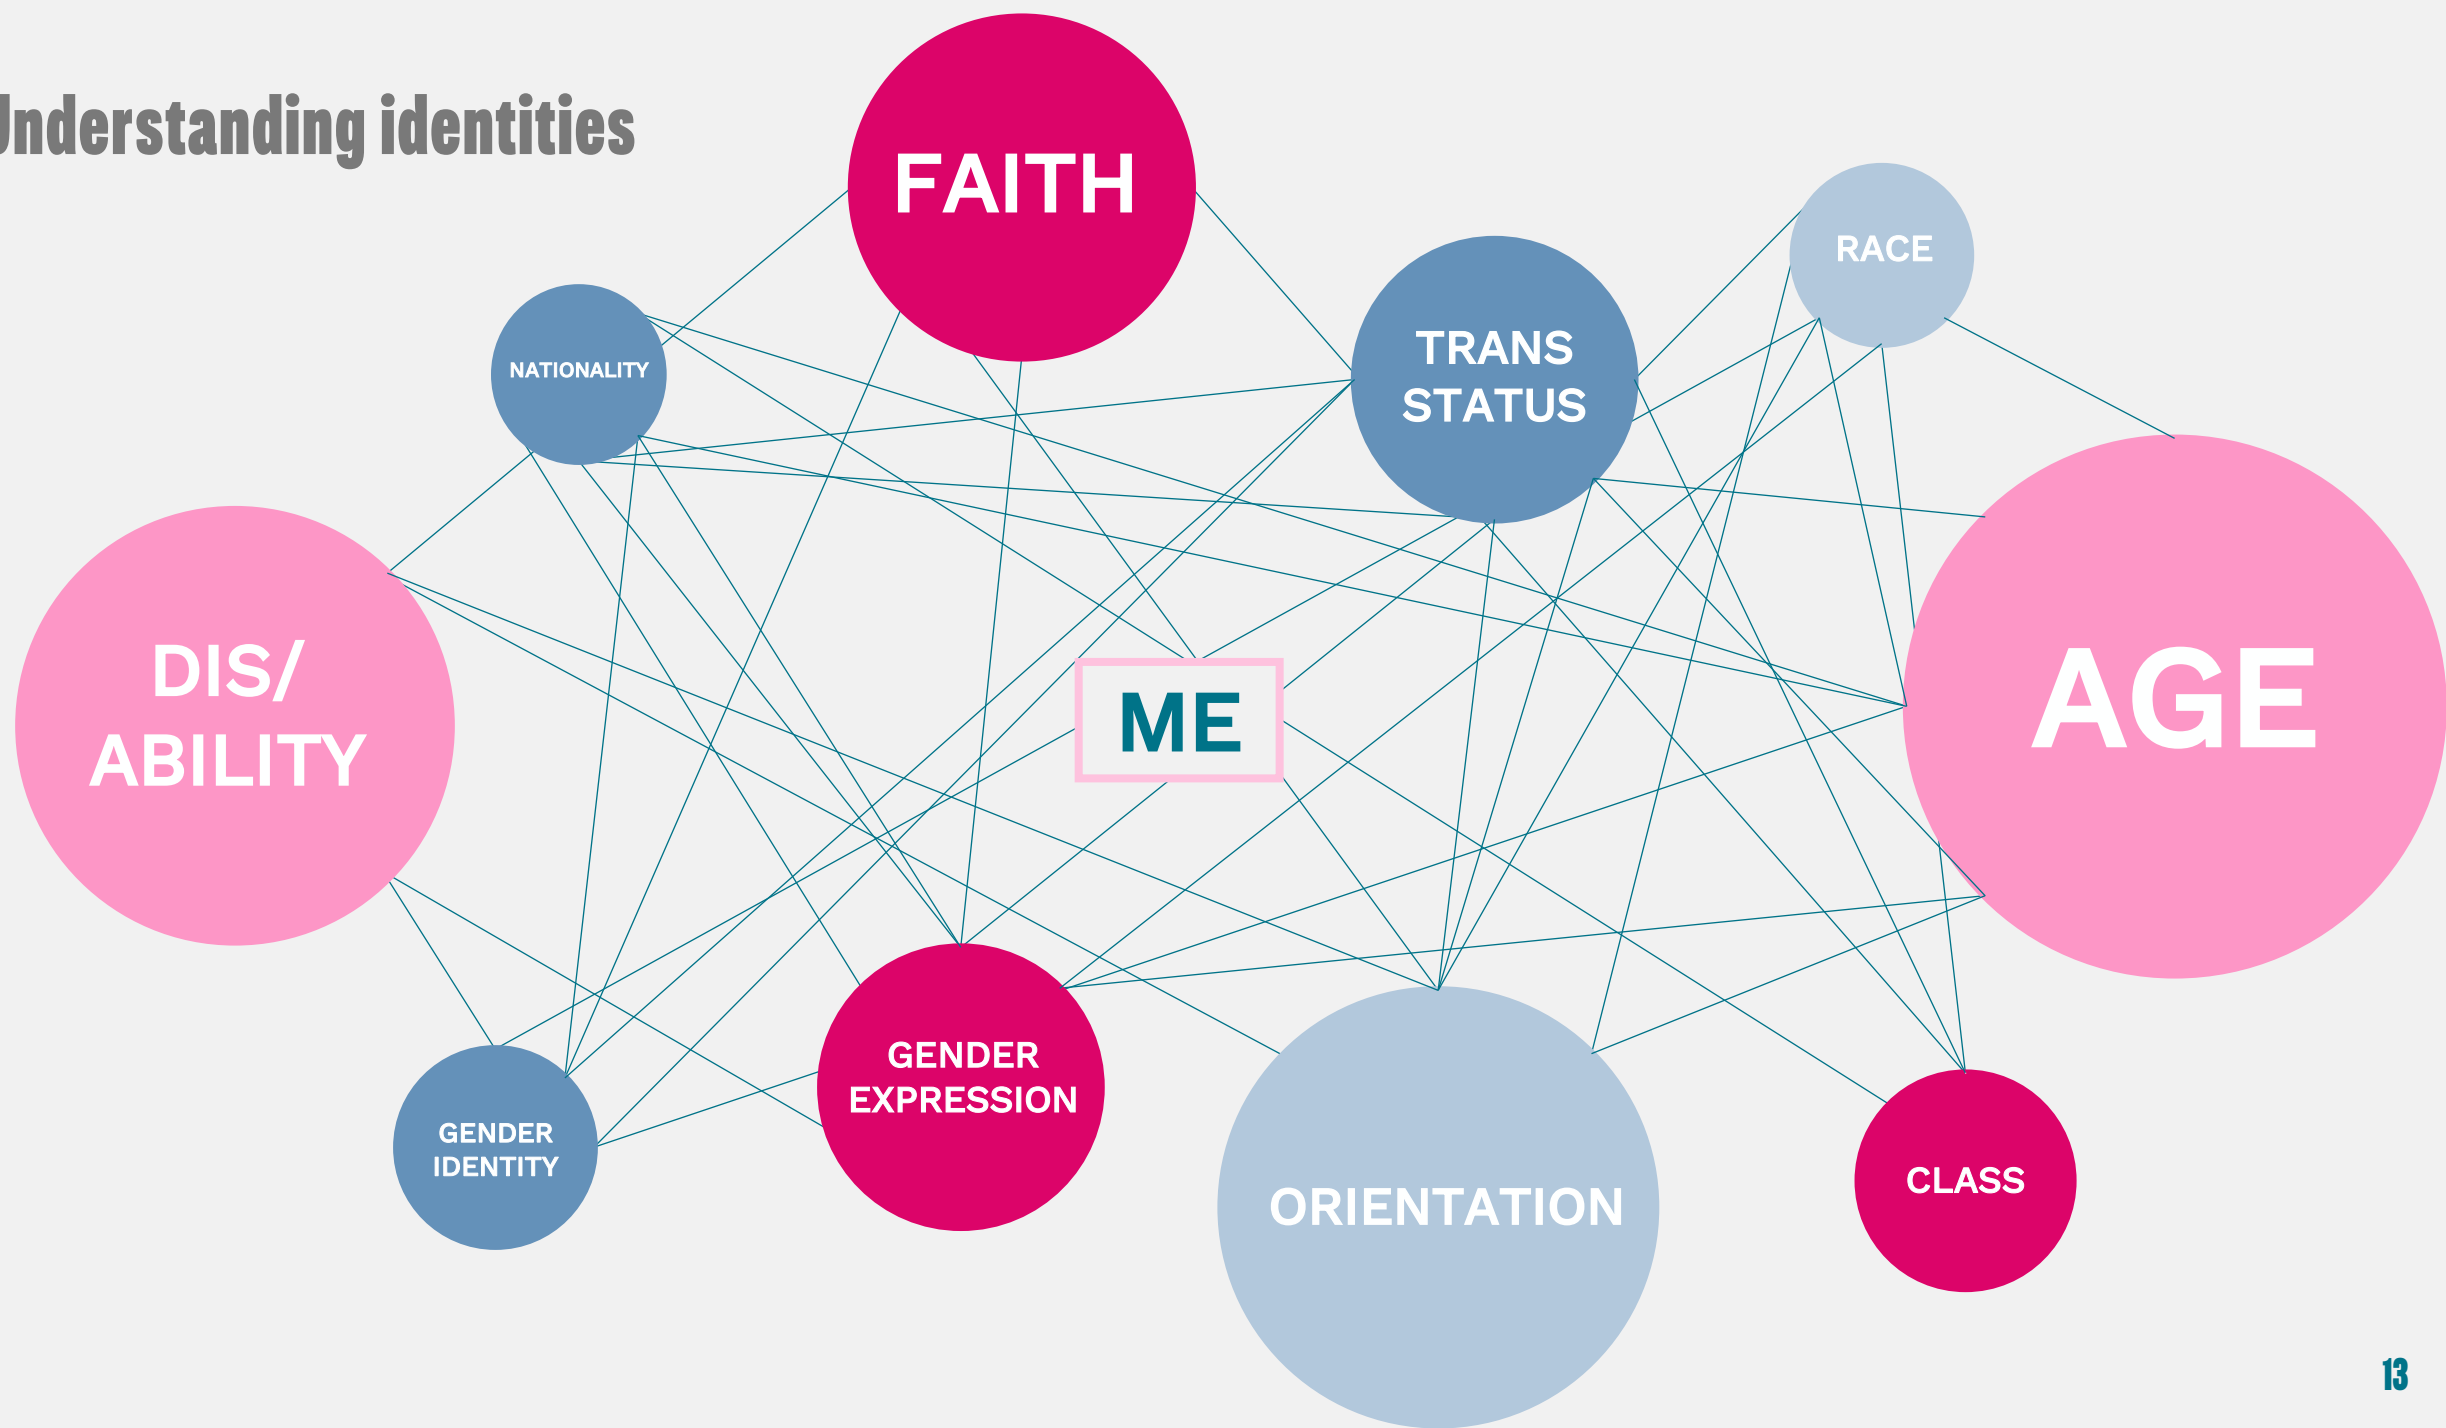 Understanding identities
FAITH
RACE
NATIONALITY
TRANS
STATUS
DIS/
ABILITY
ME
AGE
GENDER
EXPRESSION
GENDER
IDENTITY
ORIENTATION
CLASS
13